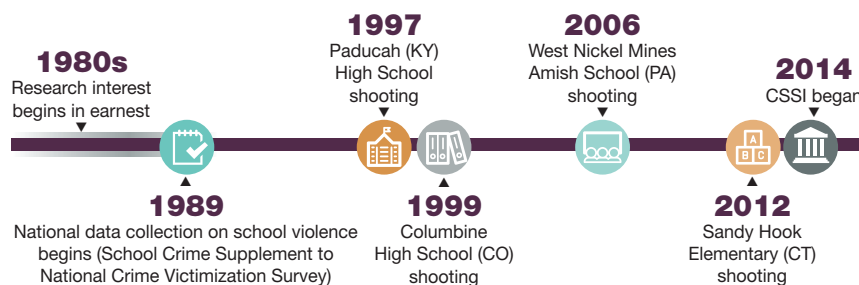 1980s
Research interest
begins in earnest
1989
National data collection on school violence
begins (School Crime Supplement to
National Crime Victimization Survey)
1997
Paducah (KY)
High School
shooting
1999
Columbine
High School (CO)
shooting
2006
West Nickel Mines
Amish School (PA)
shooting
2012
Sandy Hook
Elementary (CT)
shooting
A
B C
2014
CSSI began